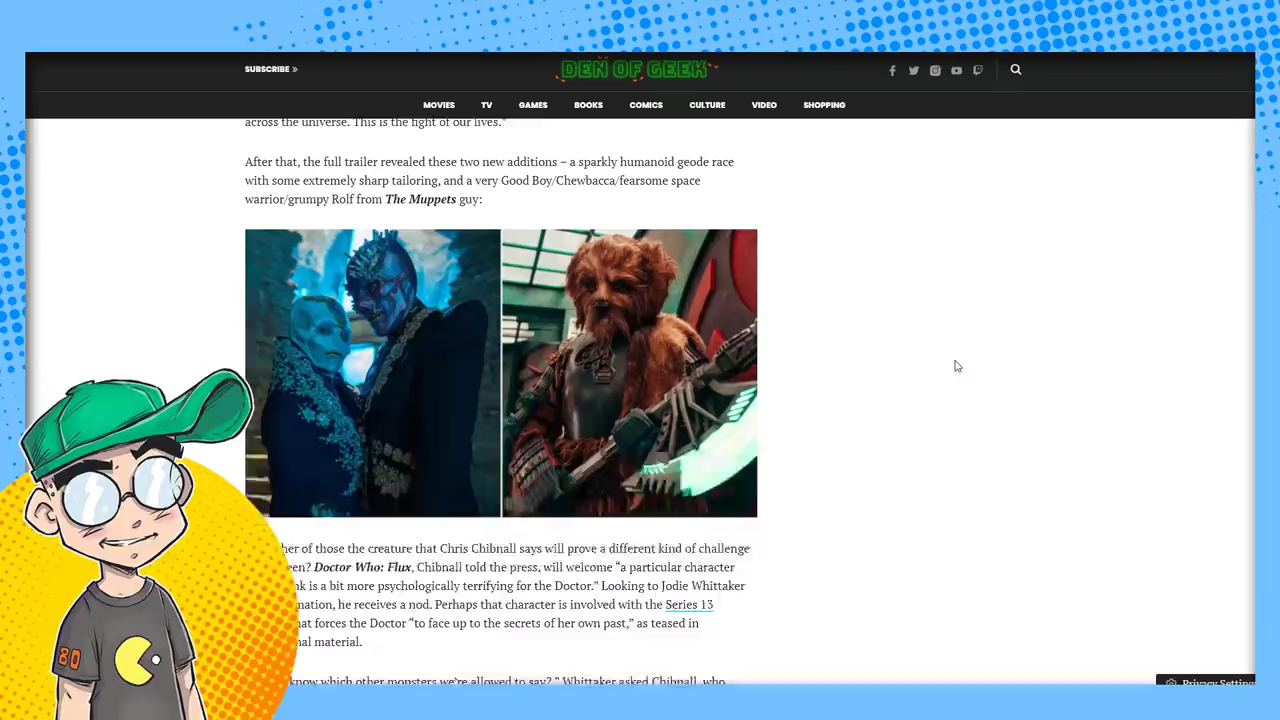 SUBSCRIBE »
DEN OF GEEK
MOVIES TV GAMES BOOKS COMICS CULTURE VIDEO SHOPPING
across the universe. This is the fight of our lives.”
After that, the full trailer revealed these two new additions – a sparkly humanoid geode race
with some extremely sharp tailoring, and a very Good Boy/Chewbacca/fearsome space
warrior/grumpy Rolf from The Muppets guy:
of those the creature that Chris Chibnall says will prove a different kind of challenge
Doctor Who: Flux, Chibnall told the press, will welcome “a particular character
is a bit more psychologically terrifying for the Doctor.” Looking to Jodie Whittaker
he receives a nod. Perhaps that character is involved with the Series 13
forces the Doctor “to face up to the secrets of her own past,” as teased in
material.
know which other monsters we’re allowed to say?,” Whittaker asked Chibnall, who
Privacy Settings
80